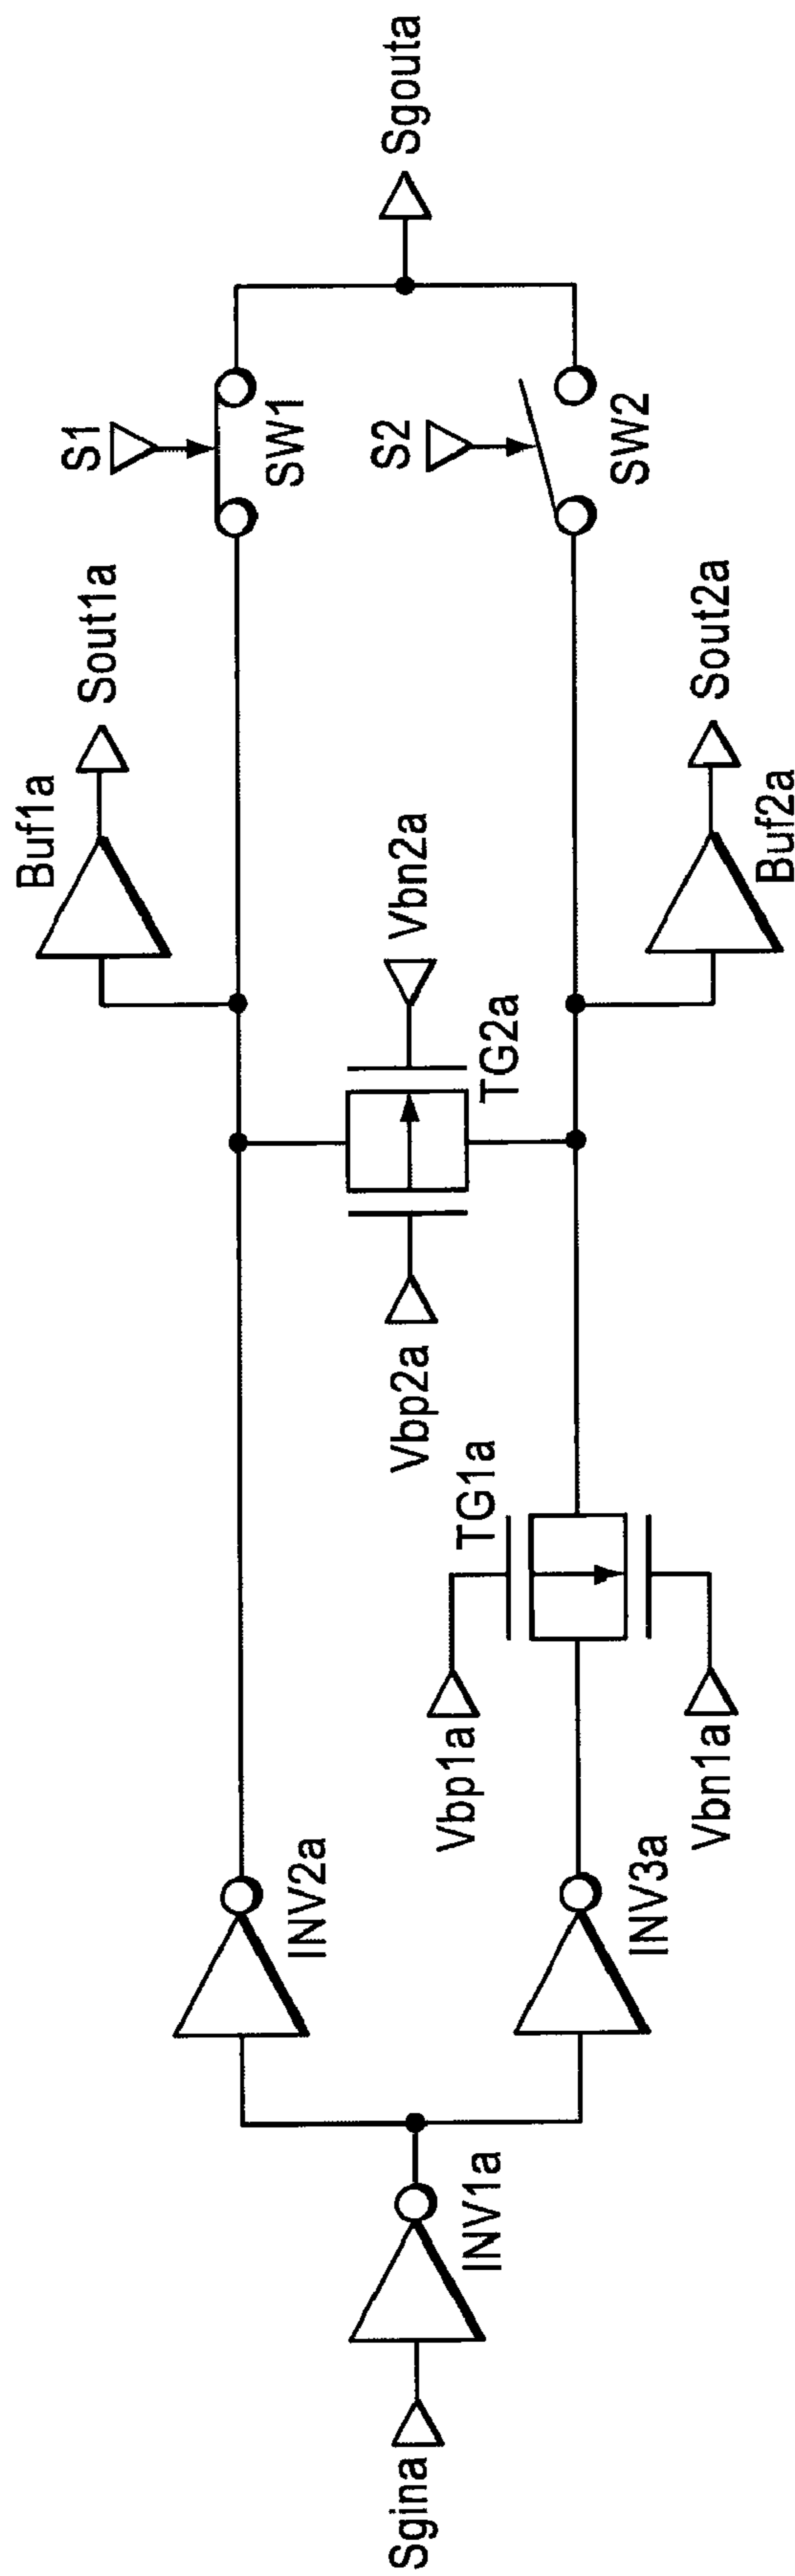 Sgina
INV1a
INV2a
INV3a
Vbp1a
Vbn1a
TG1a
Vbp2a
Vbn2a
TG2a
Buf1a
Sout1a
Buf2a
Sout2a
S1
SW1
S2
SW2
Sgouta